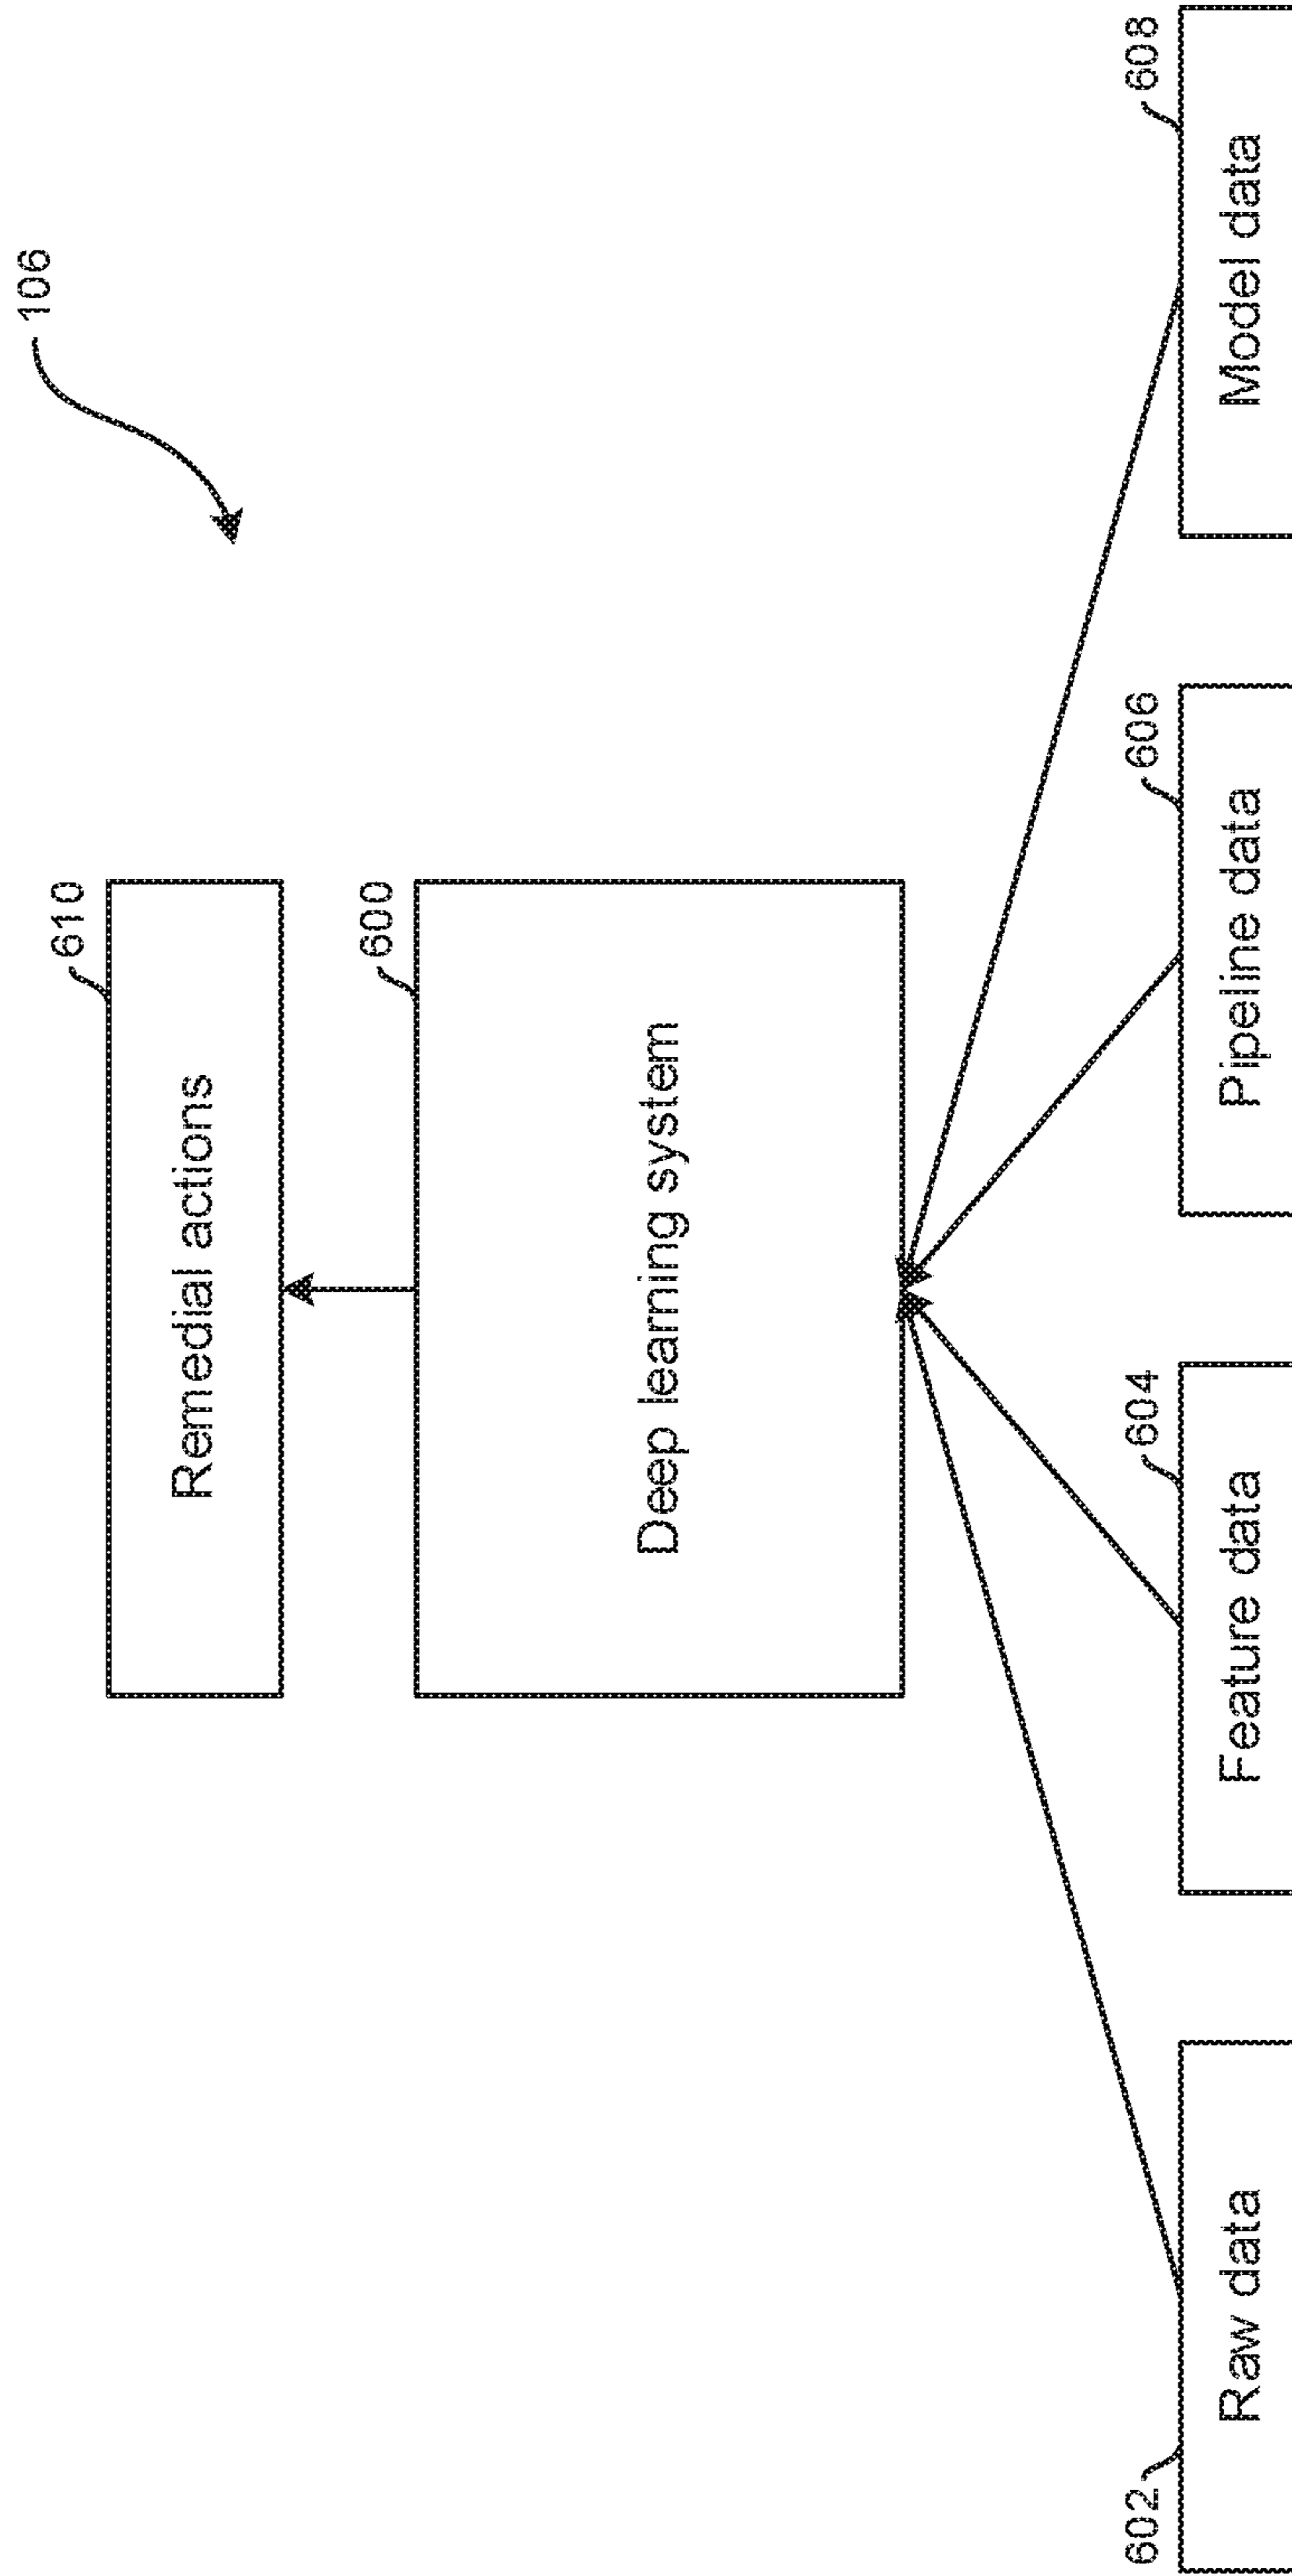 106
610
Remedial actions
600
Deep learning system
602
Raw data
604
Feature data
606
Pipeline data
608
Model data